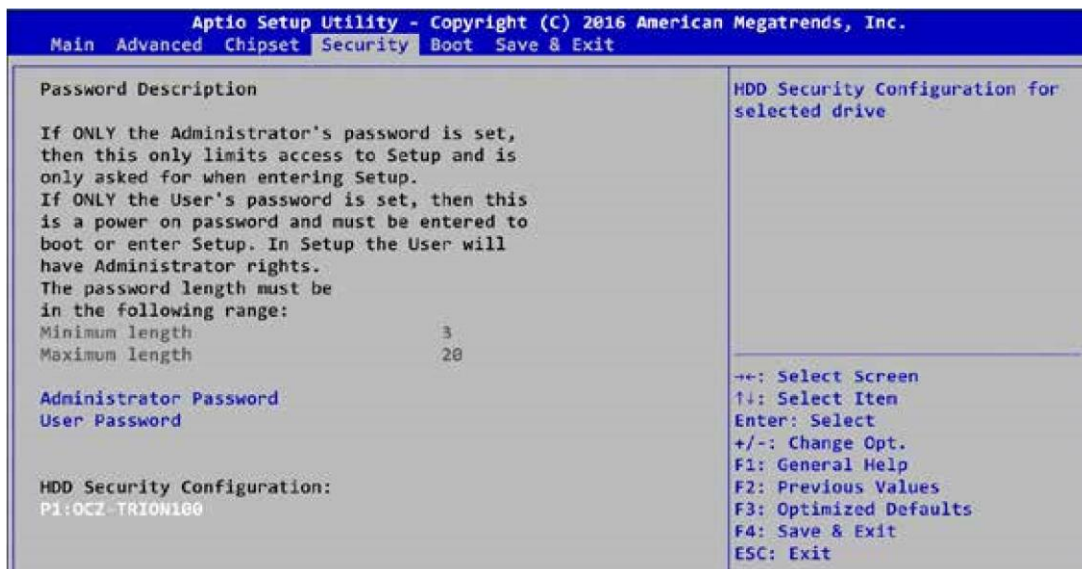 Aptio Setup Utility - Copyright (C) 2016 American Megatrends, Inc.
Main Advanced Chipset Security Boot Save & Exit
Password Description
If ONLY the Administrator's password is set,
then this only limits access to Setup and is
only asked for when entering Setup.
If ONLY the User's password is set, then this
is a power on password and must be entered to
boot or enter Setup. In Setup the User will
have Administrator rights.
The password length must be
in the following range:
Minimum length 3
Maximum length 20
Administrator Password
User Password
HDD Security Configuration:
P1:OCZ-TRION100
HDD Security Configuration for
selected drive
→←: Select Screen
↑↓: Select Item
Enter: Select
+/-: Change Opt.
F1: General Help
F2: Previous Values
F3: Optimized Defaults
F4: Save & Exit
ESC: Exit